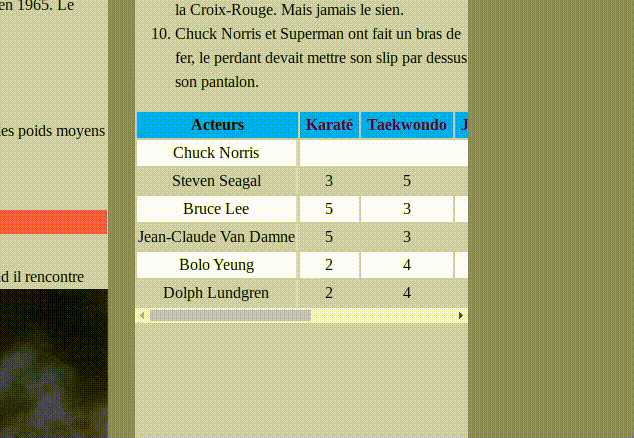 en 1965. Le
es poids moyens
d il rencontre
la Croix-Rouge. Mais jamais le sien.
10. Chuck Norris et Superman ont fait un bras de
fer, le perdant devait mettre son slip par dessus
son pantalon.
Acteurs Karaté Taekwondo J
Chuck Norris
Steven Seagal 3 5
Bruce Lee 5 3
Jean-Claude Van Damne 5 3
Bolo Yeung 2 4
Dolph Lundgren 2 4